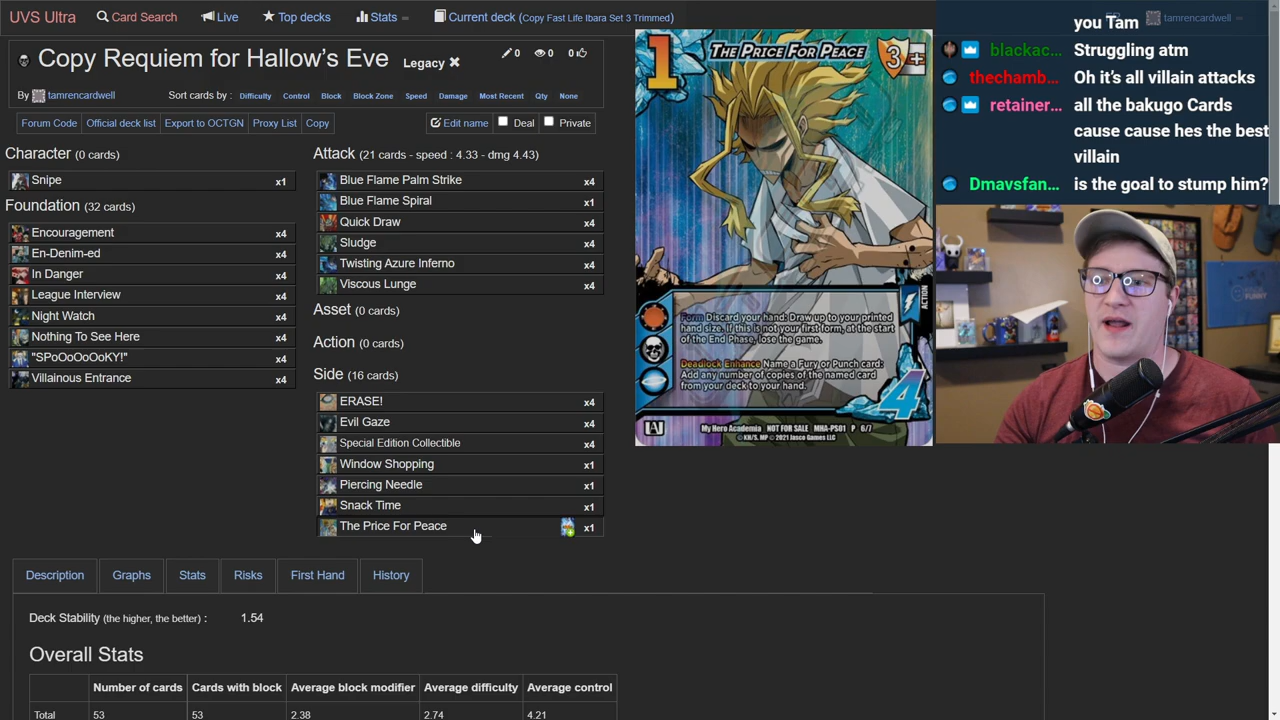 UVS Ultra
Card Search
Live
Top decks
Stats
Current deck (Copy Fast Life Ibara Set 3 Trimmed)
tamrencardwell
Copy Requiem for Hallow's Eve
Legacy
0
0
0
By tamrencardwell
Sort cards by : Difficulty Control Block Block Zone Speed Damage Most Recent Qty None
Forum Code
Official deck list
Export to OCTGN
Proxy List
Copy
Edit name
Deal
Private
Character (0 cards)
Snipe x1
Foundation (32 cards)
Encouragement x4
En-Denim-ed x4
In Danger x4
League Interview x4
Night Watch x4
Nothing To See Here x4
"SPoOoOoOoKY!" x4
Villainous Entrance x4
Attack (21 cards - speed : 4.33 - dmg 4.43)
Blue Flame Palm Strike x4
Blue Flame Spiral x1
Quick Draw x4
Sludge x4
Twisting Azure Inferno x4
Viscous Lunge x4
Asset (0 cards)
Action (0 cards)
Side (16 cards)
ERASE! x4
Evil Gaze x4
Special Edition Collectible x4
Window Shopping x1
Piercing Needle x1
Snack Time x1
The Price For Peace x1
1
THE PRICE FOR PEACE
3+
ACTION
Form Discard your hand: Draw up to your printed
hand size. If this is not your first form, at the start
of the End Phase, lose the game.
Deadlock Enhance Name a Fury or Punch card:
Add any number of copies of the named card
from your deck to your hand.
4
My Hero Academia NOT FOR SALE MHA-PS01 P 6/7
© KH/S. MP © 2021 Jasco Games LLC
you Tam
blackac... Struggling atm
thechamb... Oh it's all villain attacks
retainer... all the bakugo Cards
cause cause hes the best
villain
Dmavsfan... is the goal to stump him?
Description
Graphs
Stats
Risks
First Hand
History
Deck Stability (the higher, the better) : 1.54
Overall Stats
Number of cards Cards with block Average block modifier Average difficulty Average control
Total 53 53 2.38 2.74 4.21